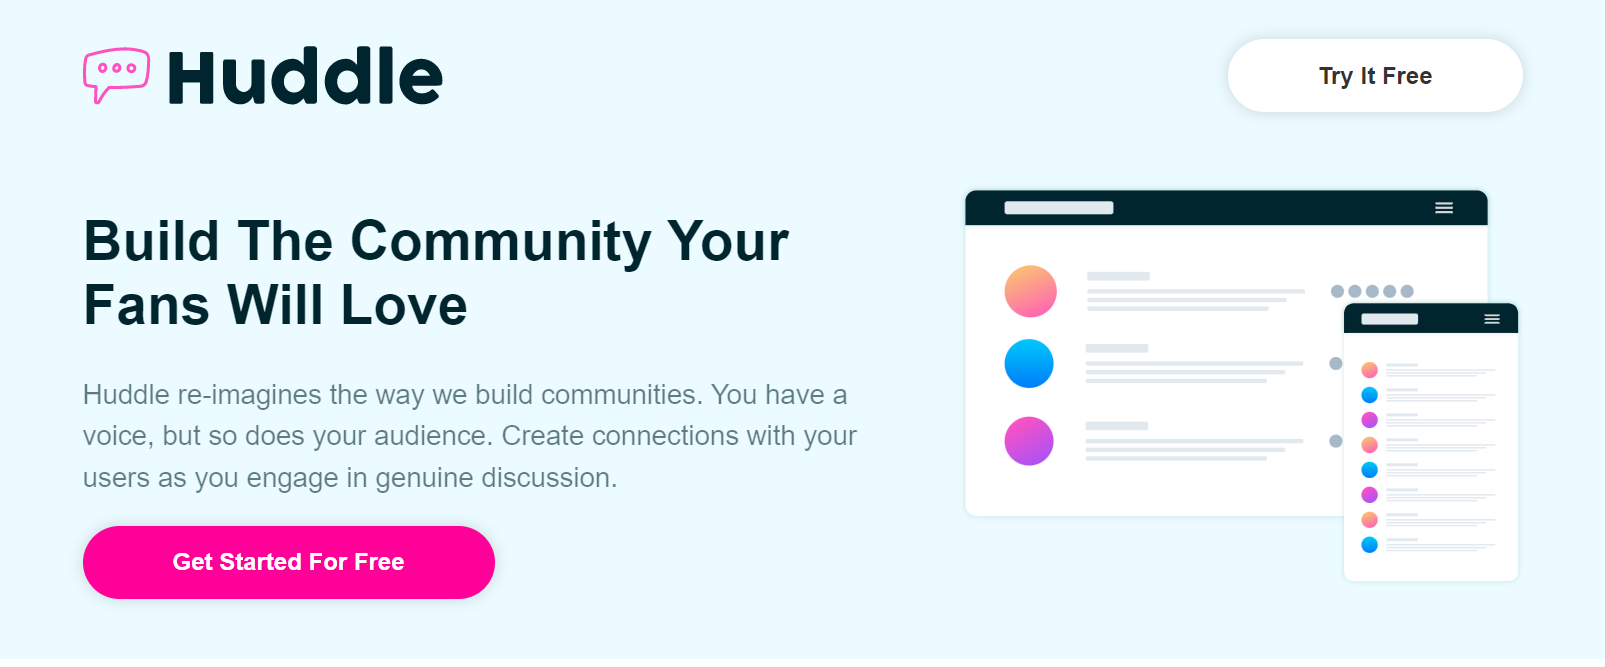 Huddle
Try It Free
Build The Community Your
Fans Will Love
Huddle re-imagines the way we build communities. You have a
voice, but so does your audience. Create connections with your
users as you engage in genuine discussion.
Get Started For Free